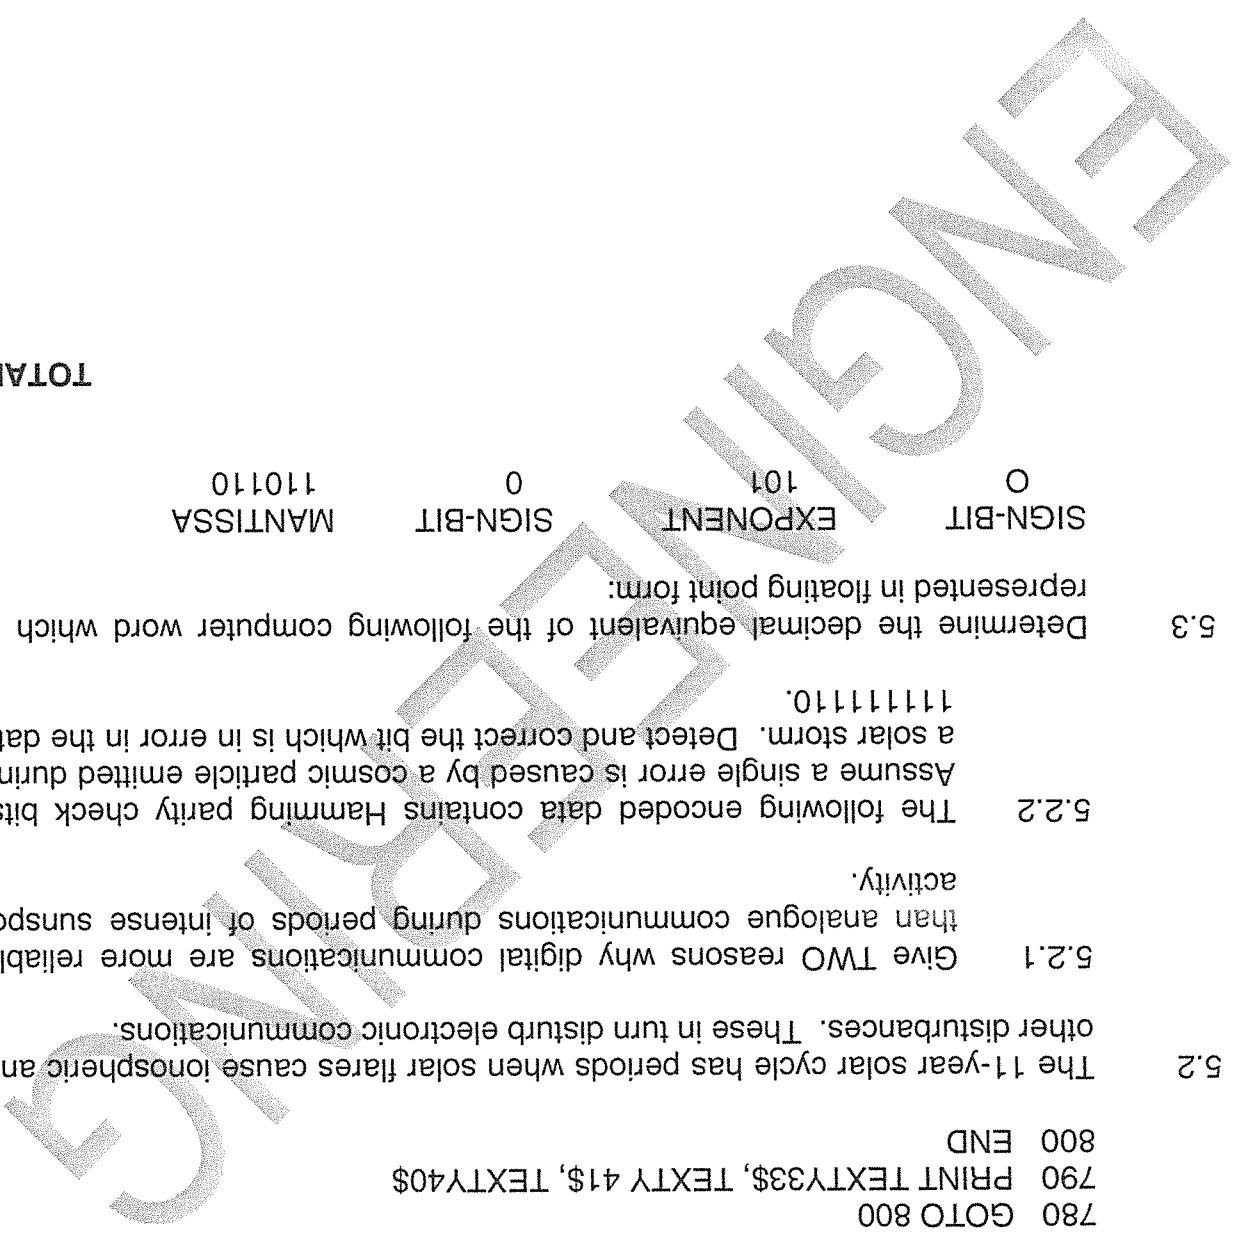 780 GOTO 800
790 PRINT TEXTY33$, TEXTY 41$, TEXTY40$
800 END
5.2 The 11-year solar cycle has periods when solar flares cause ionospheric an
other disturbances. These in turn disturb electronic communications.
5.2.1 Give TWO reasons why digital communications are more reliabl
than analogue communications during periods of intense sunspo
activity.
5.2.2 The following encoded data contains Hamming parity check bits
Assume a single error is caused by a cosmic particle emitted durin
a solar storm. Detect and correct the bit which is in error in the dat
1111111110.
5.3 Determine the decimal equivalent of the following computer word which
represented in floating point form:
SIGN-BIT EXPONENT SIGN-BIT MANTISSA
O 101 0 110110
TOTAL
ENGINEERING